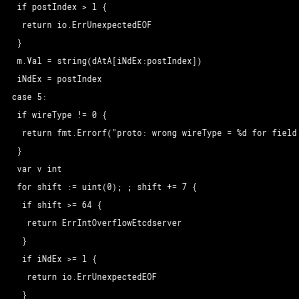 if postIndex > l {
return io.ErrUnexpectedEOF
}
m.Val = string(dAtA[iNdEx:postIndex])
iNdEx = postIndex
case 5:
if wireType != 0 {
return fmt.Errorf("proto: wrong wireType = %d for field
}
var v int
for shift := uint(0); ; shift += 7 {
if shift >= 64 {
return ErrIntOverflowEtcdserver
}
if iNdEx >= l {
return io.ErrUnexpectedEOF
}